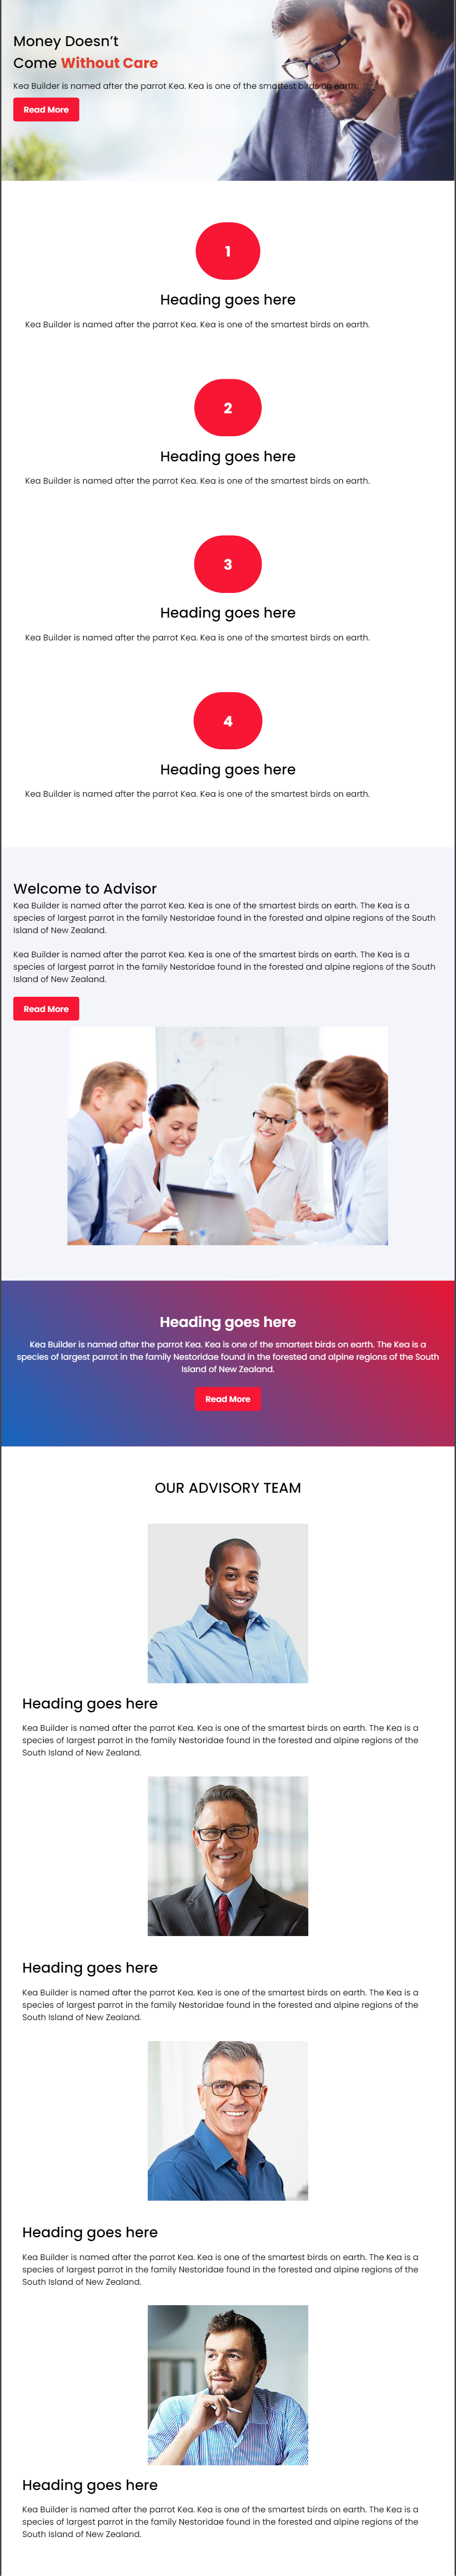 Money Doesn’t
Come Without Care
Kea Builder is named after the parrot Kea. Kea is one of the smartest birds on earth.
Read More
1
Heading goes here
Kea Builder is named after the parrot Kea. Kea is one of the smartest birds on earth.
2
Heading goes here
Kea Builder is named after the parrot Kea. Kea is one of the smartest birds on earth.
3
Heading goes here
Kea Builder is named after the parrot Kea. Kea is one of the smartest birds on earth.
4
Heading goes here
Kea Builder is named after the parrot Kea. Kea is one of the smartest birds on earth.
Welcome to Advisor
Kea Builder is named after the parrot Kea. Kea is one of the smartest birds on earth. The Kea is a
species of largest parrot in the family Nestoridae found in the forested and alpine regions of the South
Island of New Zealand.
Kea Builder is named after the parrot Kea. Kea is one of the smartest birds on earth. The Kea is a
species of largest parrot in the family Nestoridae found in the forested and alpine regions of the South
Island of New Zealand.
Read More
Heading goes here
Kea Builder is named after the parrot Kea. Kea is one of the smartest birds on earth. The Kea is a
species of largest parrot in the family Nestoridae found in the forested and alpine regions of the South
Island of New Zealand.
Read More
OUR ADVISORY TEAM
Heading goes here
Kea Builder is named after the parrot Kea. Kea is one of the smartest birds on earth. The Kea is a
species of largest parrot in the family Nestoridae found in the forested and alpine regions of the
South Island of New Zealand.
Heading goes here
Kea Builder is named after the parrot Kea. Kea is one of the smartest birds on earth. The Kea is a
species of largest parrot in the family Nestoridae found in the forested and alpine regions of the
South Island of New Zealand.
Heading goes here
Kea Builder is named after the parrot Kea. Kea is one of the smartest birds on earth. The Kea is a
species of largest parrot in the family Nestoridae found in the forested and alpine regions of the
South Island of New Zealand.
Heading goes here
Kea Builder is named after the parrot Kea. Kea is one of the smartest birds on earth. The Kea is a
species of largest parrot in the family Nestoridae found in the forested and alpine regions of the
South Island of New Zealand.